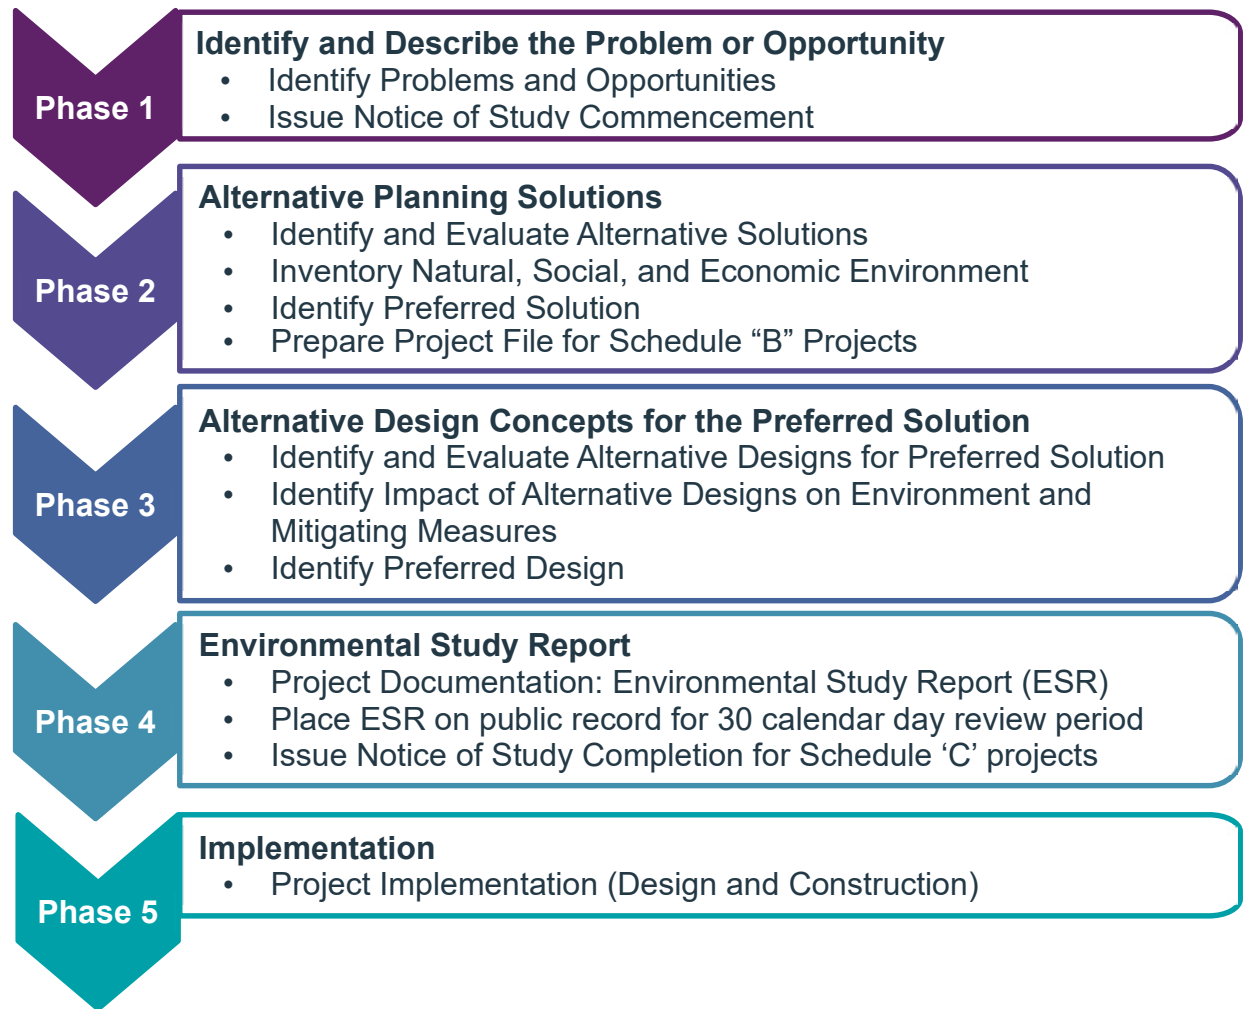 Phase 1
Identify and Describe the Problem or Opportunity
• Identify Problems and Opportunities
• Issue Notice of Study Commencement
Phase 2
Alternative Planning Solutions
• Identify and Evaluate Alternative Solutions
• Inventory Natural, Social, and Economic Environment
• Identify Preferred Solution
• Prepare Project File for Schedule “B” Projects
Phase 3
Alternative Design Concepts for the Preferred Solution
• Identify and Evaluate Alternative Designs for Preferred Solution
• Identify Impact of Alternative Designs on Environment and
Mitigating Measures
• Identify Preferred Design
Phase 4
Environmental Study Report
• Project Documentation: Environmental Study Report (ESR)
• Place ESR on public record for 30 calendar day review period
• Issue Notice of Study Completion for Schedule ‘C’ projects
Phase 5
Implementation
• Project Implementation (Design and Construction)